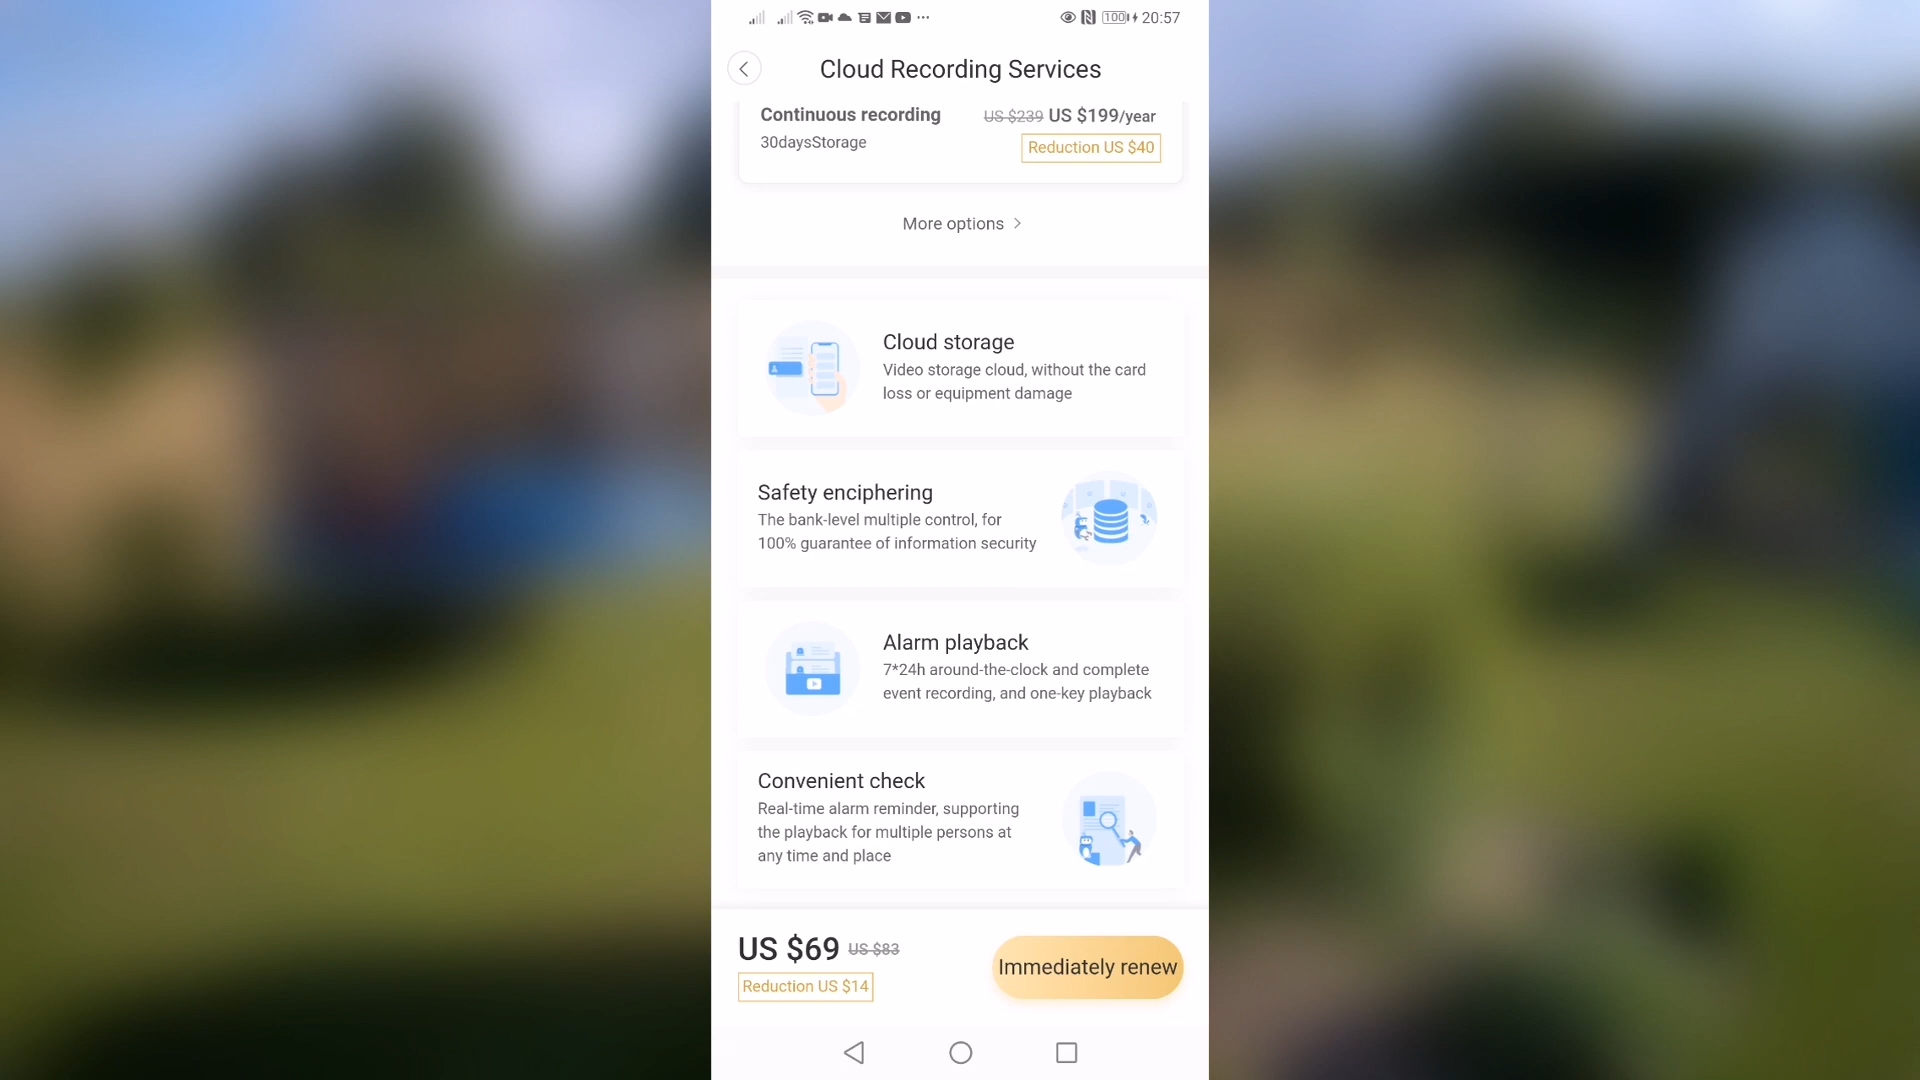 100 20:57
Cloud Recording Services
Continuous recording US $239 US $199/year
30daysStorage Reduction US $40
More options
Cloud storage
Video storage cloud, without the card
loss or equipment damage
Safety enciphering
The bank-level multiple control, for
100% guarantee of information security
Alarm playback
7*24h around-the-clock and complete
event recording, and one-key playback
Convenient check
Real-time alarm reminder, supporting
the playback for multiple persons at
any time and place
US $69 US $83
Immediately renew
Reduction US $14